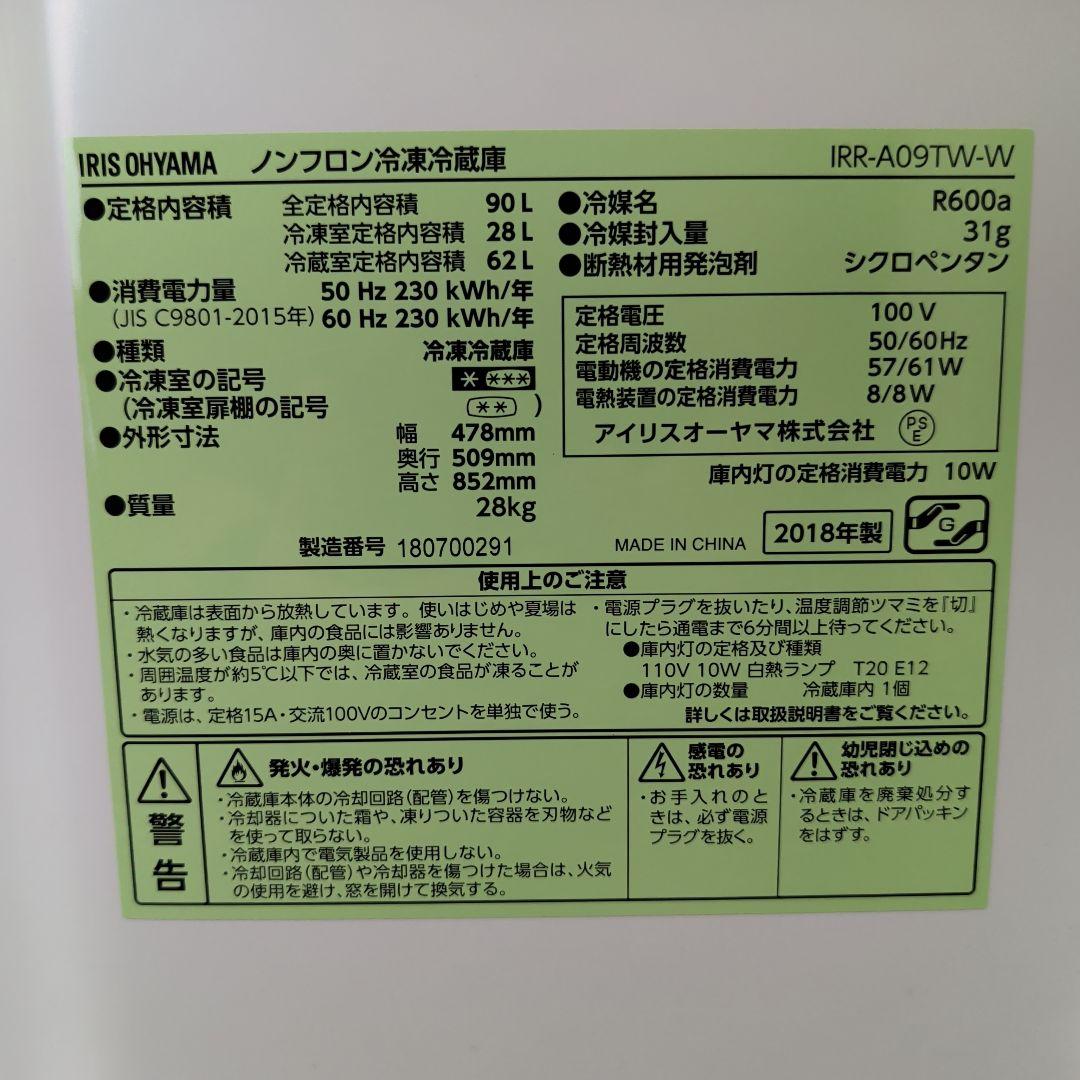 IRIS OHYAMA ノンフロン冷凍冷蔵庫 IRR-A09TW-W
●定格内容積 全定格内容積 90 L
冷凍室定格内容積 28 L
冷蔵室定格内容積 62 L
●消費電力量 50 Hz 230 kWh/年
(JIS C9801-2015年) 60 Hz 230 kWh/年
●種類 冷凍冷蔵庫
●冷凍室の記号 * ***
(冷凍室扉棚の記号 ** )
●外形寸法 幅 478mm
奥行 509mm
高さ 852mm
●質量 28kg
●冷媒名 R600a
●冷媒封入量 31g
●断熱材用発泡剤 シクロペンタン
定格電圧 100 V
定格周波数 50/60Hz
電動機の定格消費電力 57/61W
電熱装置の定格消費電力 8/8W
アイリスオーヤマ株式会社 PSE
庫内灯の定格消費電力 10W
製造番号 180700291
MADE IN CHINA 2018年製 G
使用上のご注意
・冷蔵庫は表面から放熱しています。使いはじめや夏場は
熱くなりますが、庫内の食品には影響ありません。
・水気の多い食品は庫内の奥に置かないでください。
・周囲温度が約5℃以下では、冷蔵室の食品が凍ることが
あります。
・電源は、定格15A・交流100Vのコンセントを単独で使う。
・電源プラグを抜いたり、温度調節ツマミを『切』
にしたら通電まで6分間以上待ってください。
●庫内灯の定格及び種類
110V 10W 白熱ランプ T20 E12
●庫内灯の数量 冷蔵庫内 1個
詳しくは取扱説明書をご覧ください。
警告
発火・爆発の恐れあり
・冷蔵庫本体の冷却回路(配管)を傷つけない。
・冷却器についた霜や、凍りついた容器を刃物など
を使って取らない。
・冷蔵庫内で電気製品を使用しない。
・冷却回路(配管)や冷却器を傷つけた場合は、火気
の使用を避け、窓を開けて換気する。
感電の
恐れあり
・お手入れのと
きは、必ず電源
プラグを抜く。
幼児閉じ込めの
恐れあり
・冷蔵庫を廃棄処分す
るときは、ドアパッキン
をはずす。